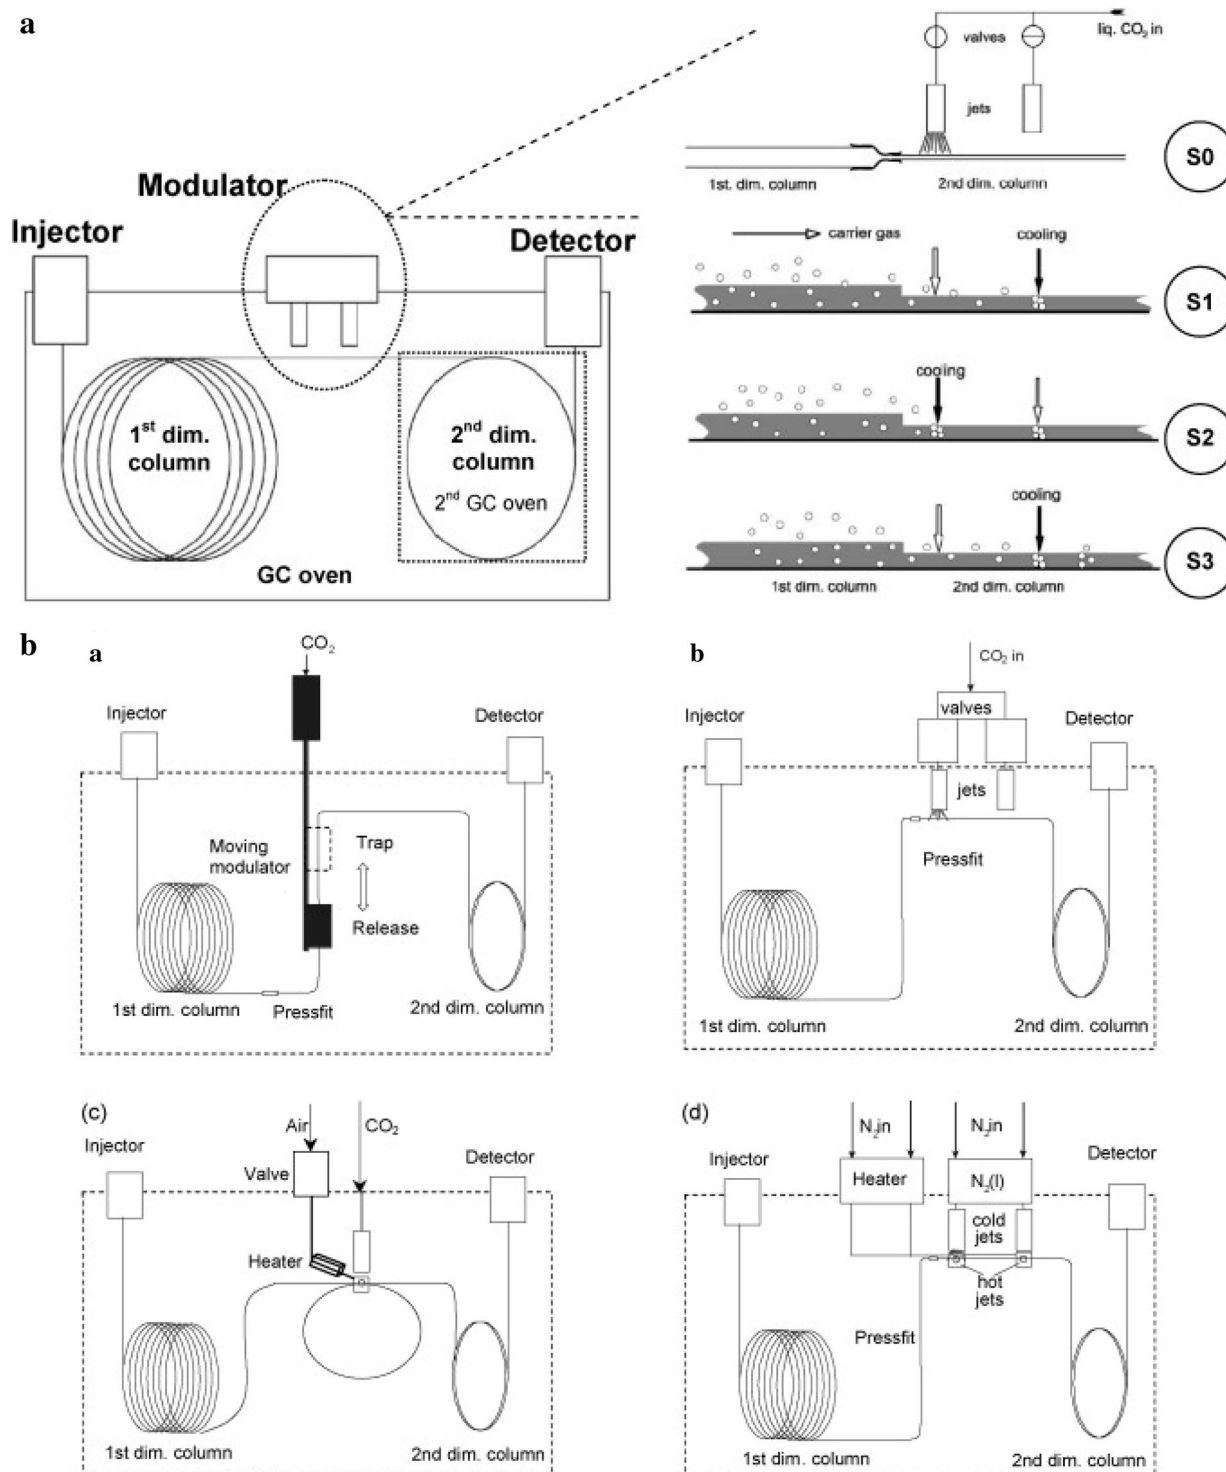 a
Modulator
Injector
Detector
1st dim.
column
2nd dim.
column
2nd GC oven
GC oven
liq. CO2 in
valves
jets
S0
1st. dim. column
2nd dim. column
carrier gas
cooling
S1
cooling
S2
cooling
S3
1st dim. column
2nd dim. column
b
a
CO2
Injector
Detector
Moving
modulator
Trap
Release
1st dim. column
Pressfit
2nd dim. column
b
CO2 in
valves
Injector
Detector
jets
Pressfit
1st dim. column
2nd dim. column
(c)
Air
CO2
Injector
Valve
Detector
Heater
1st dim. column
2nd dim. column
(d)
N2in
N2in
Injector
Detector
Heater
N2(l)
cold
jets
hot
jets
Pressfit
1st dim. column
2nd dim. column